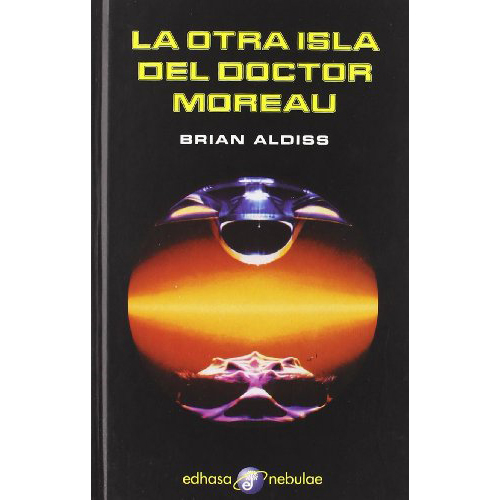 LA OTRA ISLA
DEL DOCTOR
MOREAU
BRIAN ALDISS
edhasa nebulae